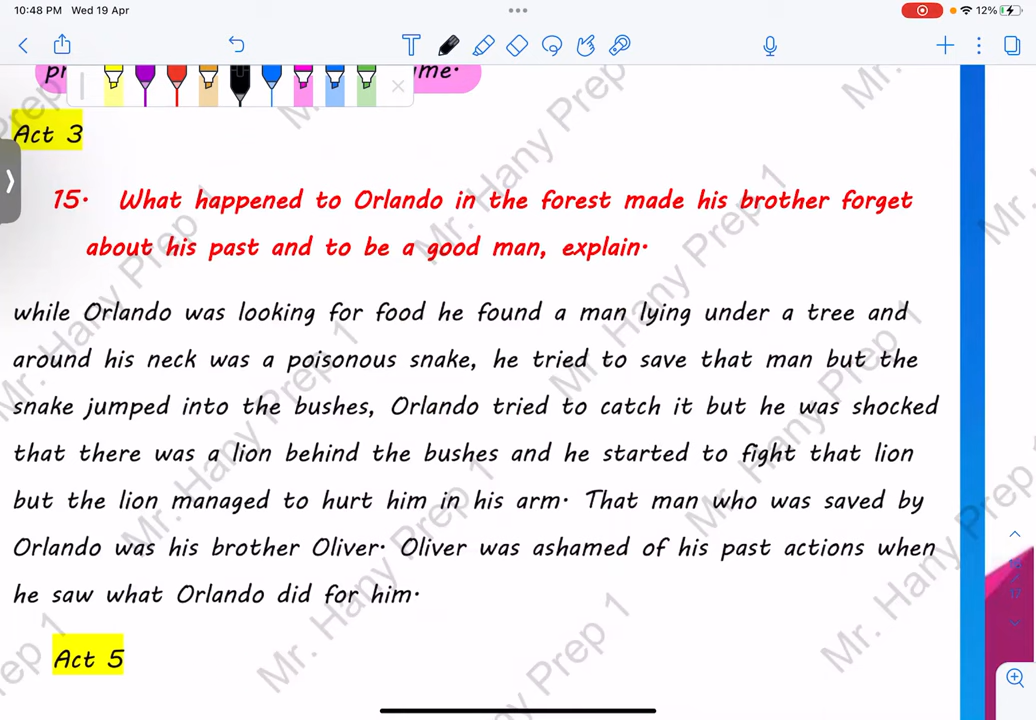 10:48 PM Wed 19 Apr
12%
Act 3
15. What happened to Orlando in the forest made his brother forget
about his past and to be a good man, explain.
while Orlando was looking for food he found a man lying under a tree and
around his neck was a poisonous snake, he tried to save that man but the
snake jumped into the bushes, Orlando tried to catch it but he was shocked
that there was a lion behind the bushes and he started to fight that lion
but the lion managed to hurt him in his arm. That man who was saved by
Orlando was his brother Oliver. Oliver was ashamed of his past actions when
he saw what Orlando did for him.
Act 5
17
Mr. Hany Prep 1